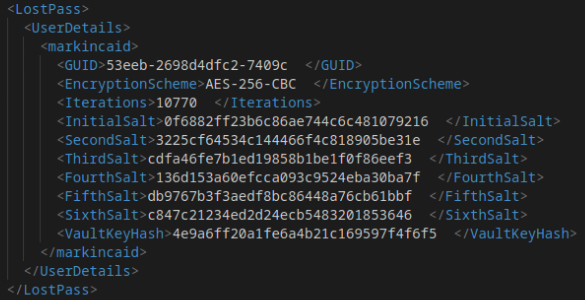 <LostPass>
<UserDetails>
<markincaid>
<GUID>53eeb-2698d4dfc2-7409c </GUID>
<EncryptionScheme>AES-256-CBC </EncryptionScheme>
<Iterations>10770 </Iterations>
<InitialSalt>0f6882ff23b6c86ae744c6c481079216 </InitialSalt>
<SecondSalt>3225cf64534c144466f4c818905be31e </SecondSalt>
<ThirdSalt>cdfa46fe7b1ed19858b1be1f0f86eef3 </ThirdSalt>
<FourthSalt>136d153a60efcca093c9524eba30ba7f </FourthSalt>
<FifthSalt>db9767b3f3aedf8bc86448a76cb61bbf </FifthSalt>
<SixthSalt>c847c21234ed2d24ecb5483201853646 </SixthSalt>
<VaultKeyHash>4e9a6ff20a1fe6a4b21c169597f4f6f5 </VaultKeyHash>
</markincaid>
</UserDetails>
</LostPass>